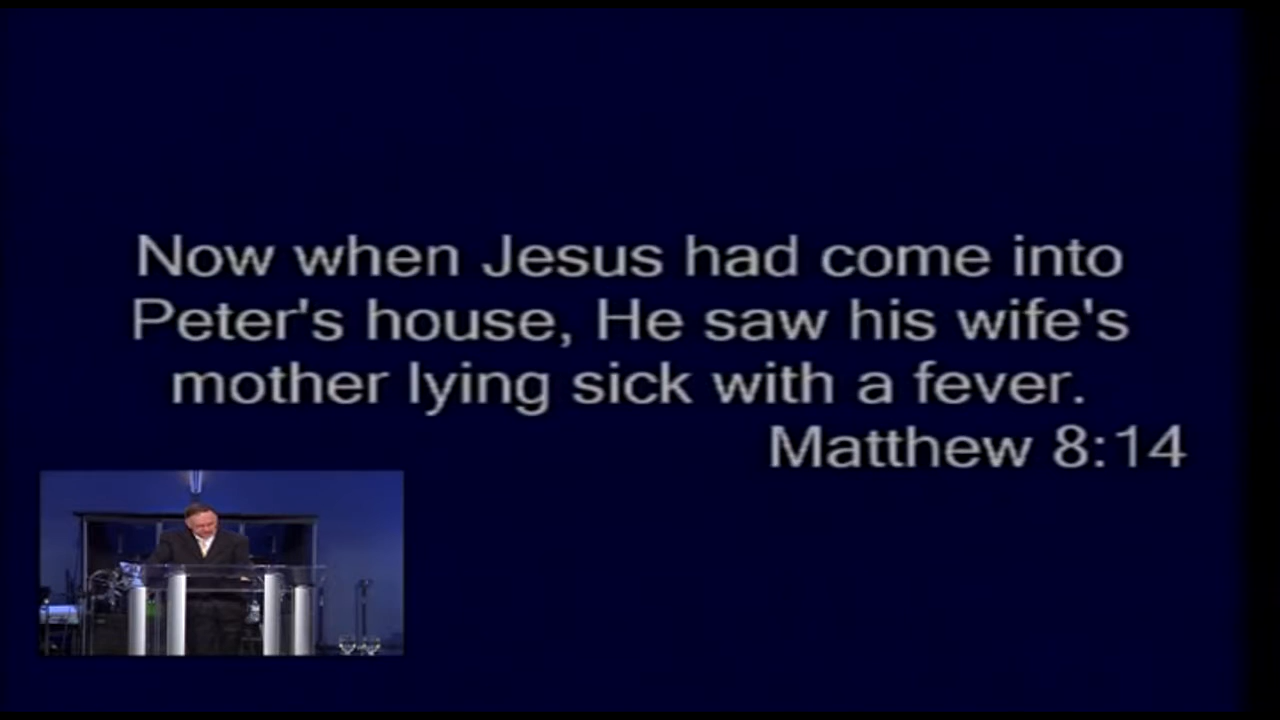 Now when Jesus had come into
Peter's house, He saw his wife's
mother lying sick with a fever.
Matthew 8:14